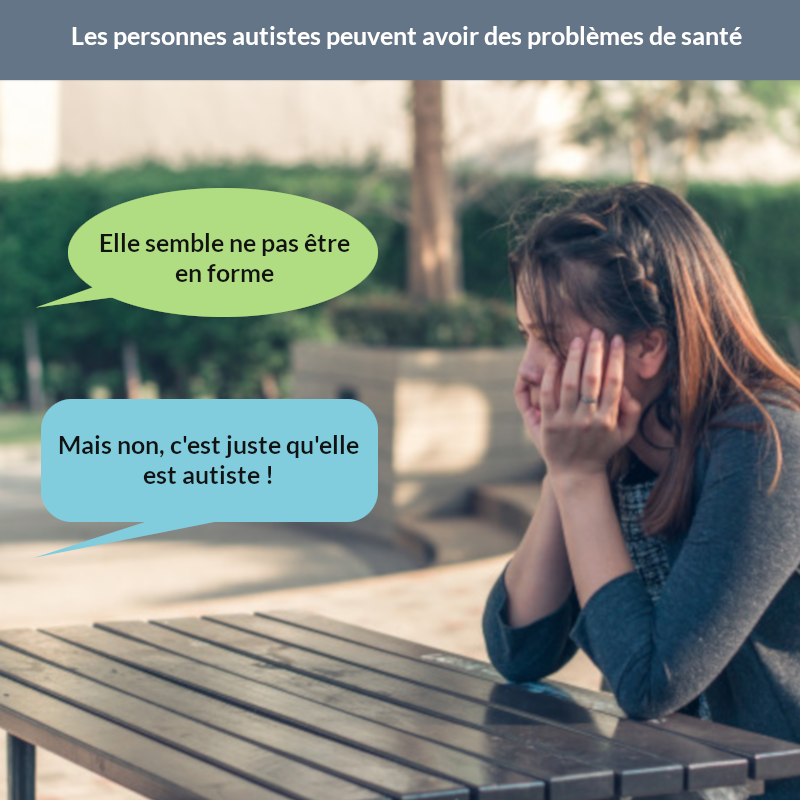 Les personnes autistes peuvent avoir des problèmes de santé
Elle semble ne pas être
en forme
Mais non, c'est juste qu'elle
est autiste !